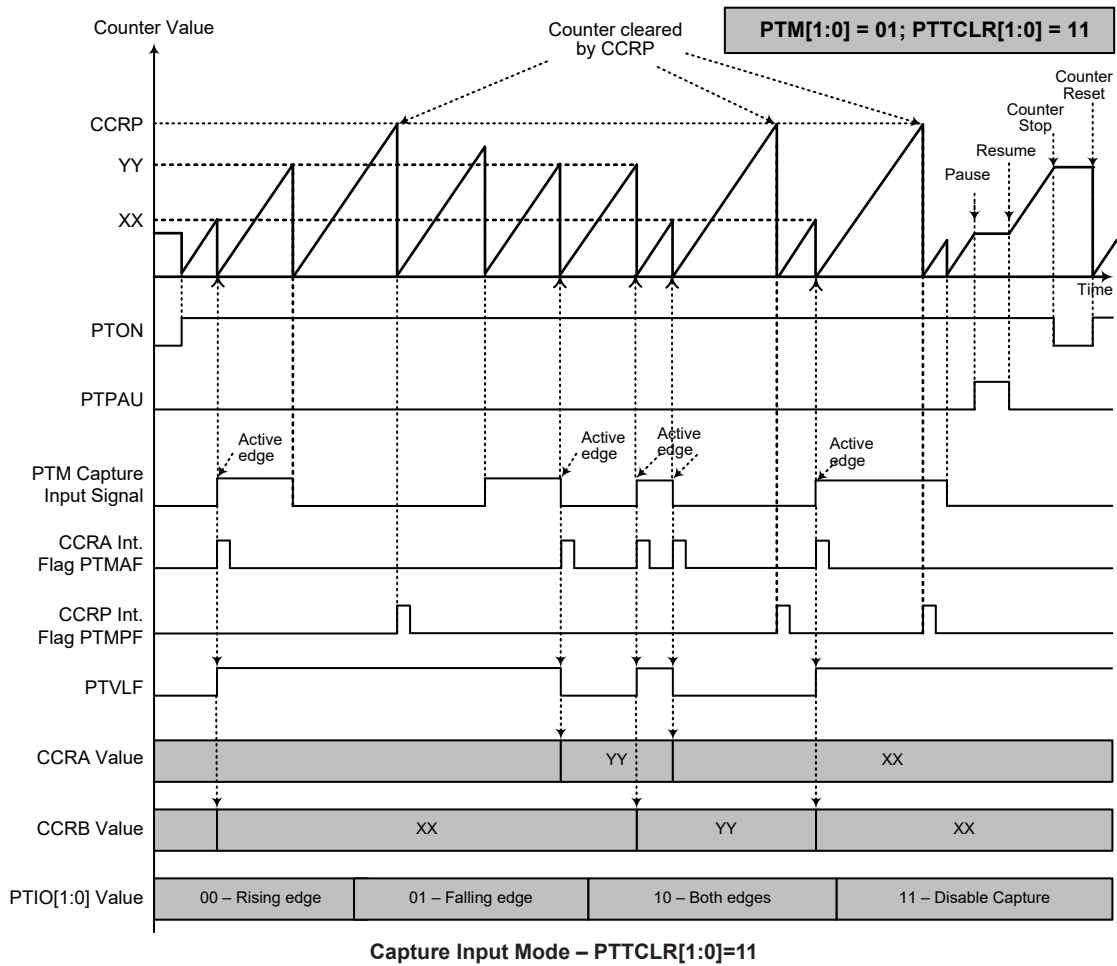 Counter Value
Counter cleared
by CCRP
PTM[1:0] = 01; PTTCLR[1:0] = 11
Counter
Reset
Counter
Stop
Resume
Pause
CCRP
YY
XX
Time
PTON
PTPAU
PTM Capture
Input Signal
Active
edge
Active
edge
Active
edge
Active
edge
CCRA Int.
Flag PTMAF
CCRP Int.
Flag PTMPF
PTVLF
CCRA Value
YY
XX
CCRB Value
XX
YY
XX
PTIO[1:0] Value
00 – Rising edge
01 – Falling edge
10 – Both edges
11 – Disable Capture
Capture Input Mode – PTTCLR[1:0]=11